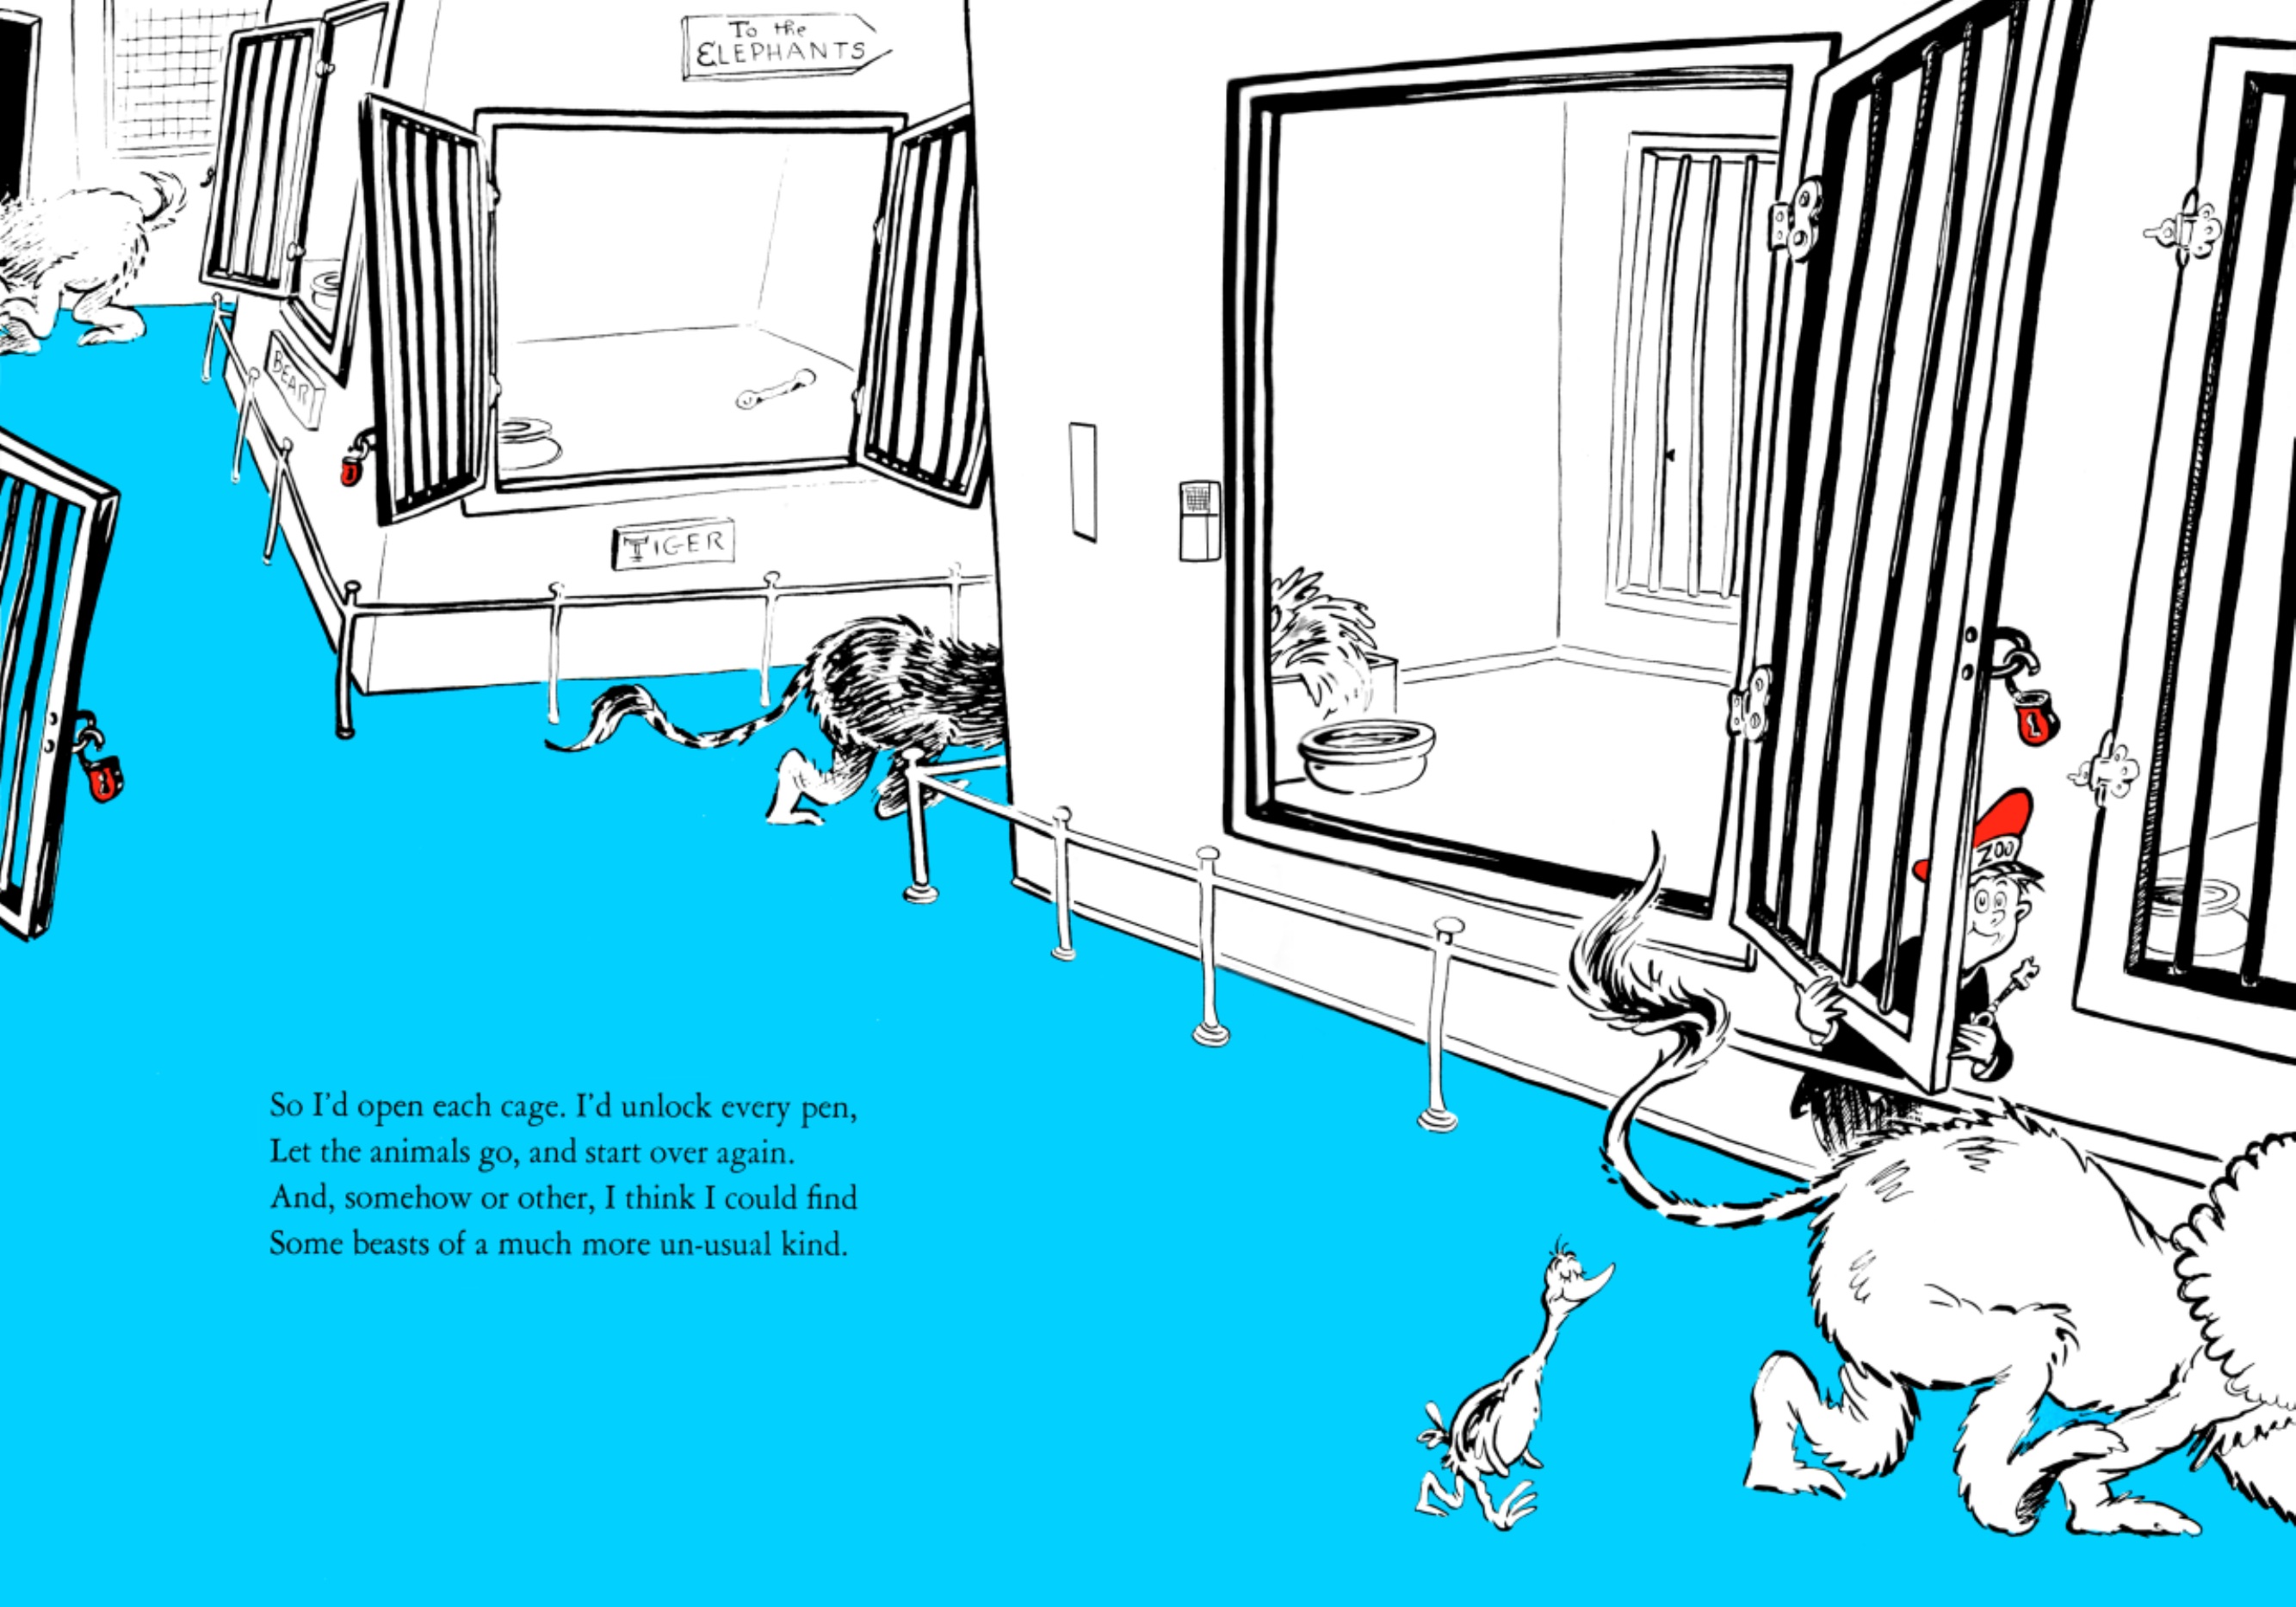 To the
ELEPHANTS
BEAR
TIGER
ZOO
So I'd open each cage. I'd unlock every pen,
Let the animals go, and start over again.
And, somehow or other, I think I could find
Some beasts of a much more un-usual kind.